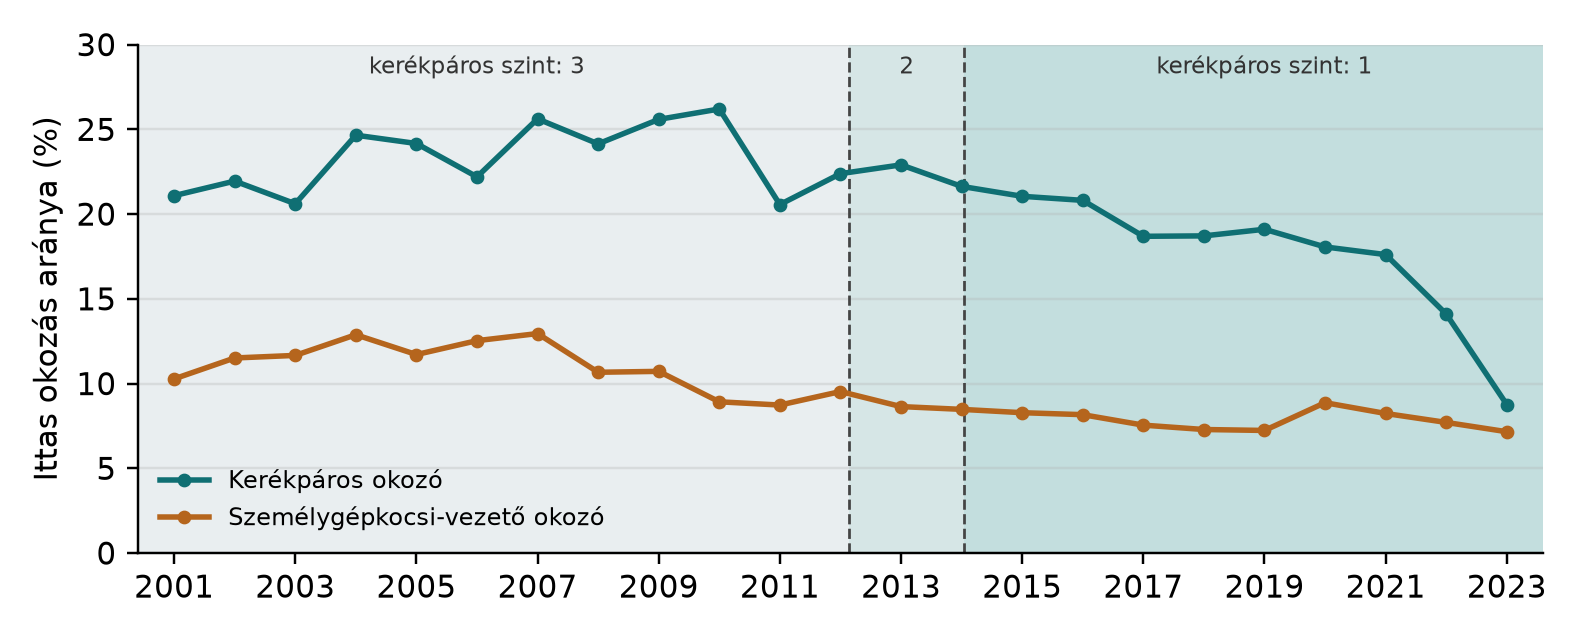 kerékpáros szint: 3
2
kerékpáros szint: 1
Ittas okozás aránya (%)
30
25
20
15
10
5
0
Kerékpáros okozó
Személygépkocsi-vezető okozó
2001 2003 2005 2007 2009 2011 2013 2015 2017 2019 2021 2023